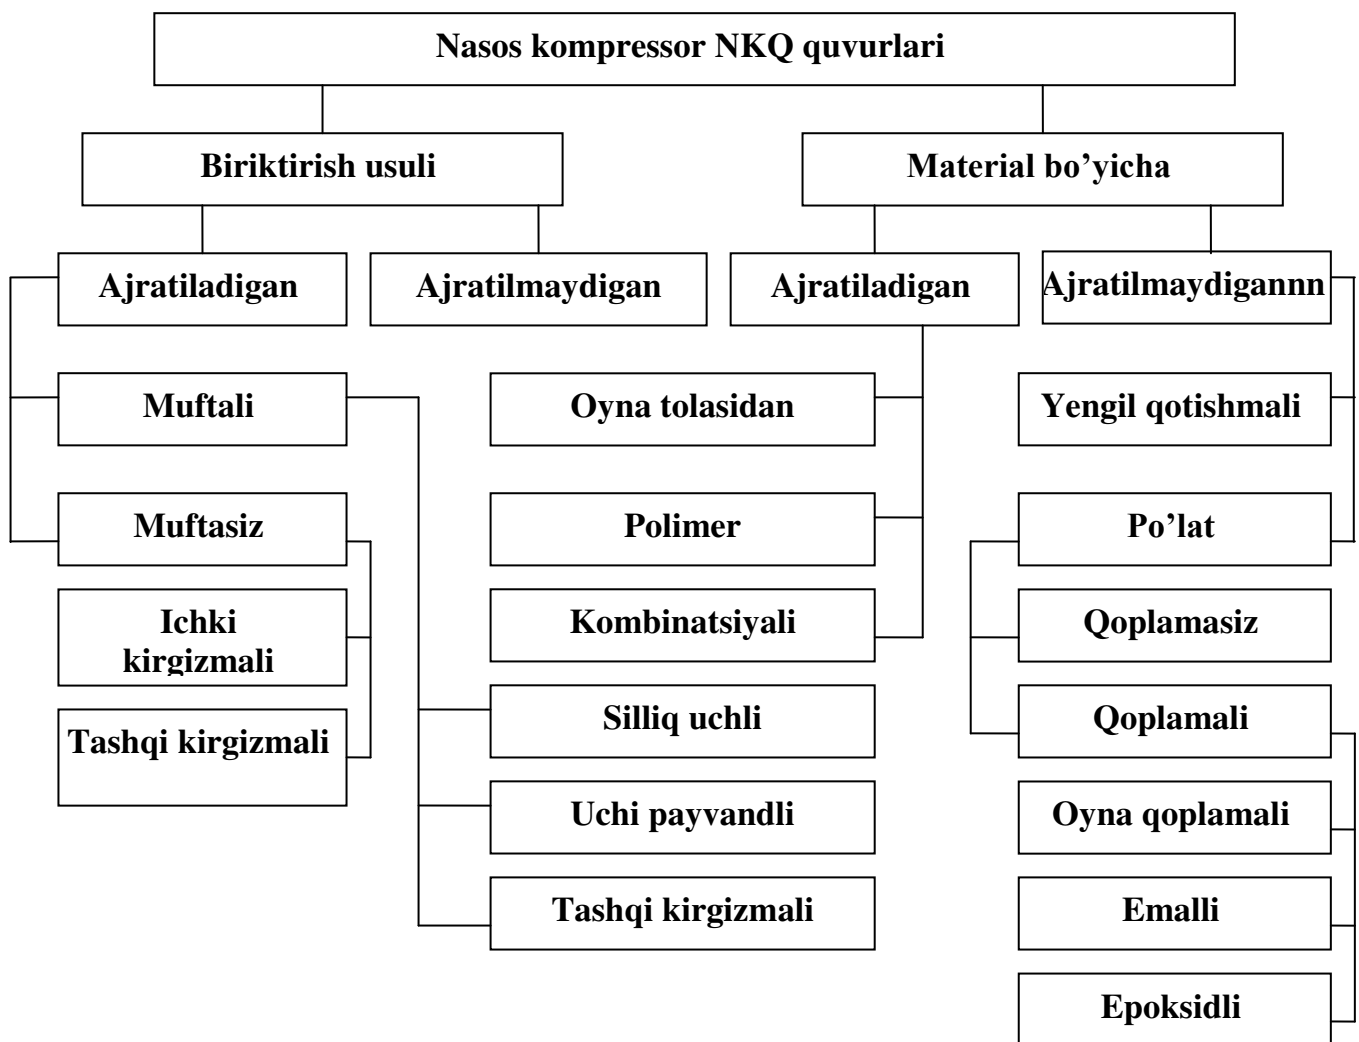 Nasos kompressor NKQ quvurlari
Biriktirish usuli
Material bo’yicha
Ajratiladigan
Ajratilmaydigan
Ajratiladigan
Ajratilmaydigannn
Muftali
Oyna tolasidan
Yengil qotishmali
Muftasiz
Polimer
Po’lat
Ichki
kirgizmali
Kombinatsiyali
Qoplamasiz
Tashqi kirgizmali
Silliq uchli
Qoplamali
Uchi payvandli
Oyna qoplamali
Tashqi kirgizmali
Emalli
Epoksidli